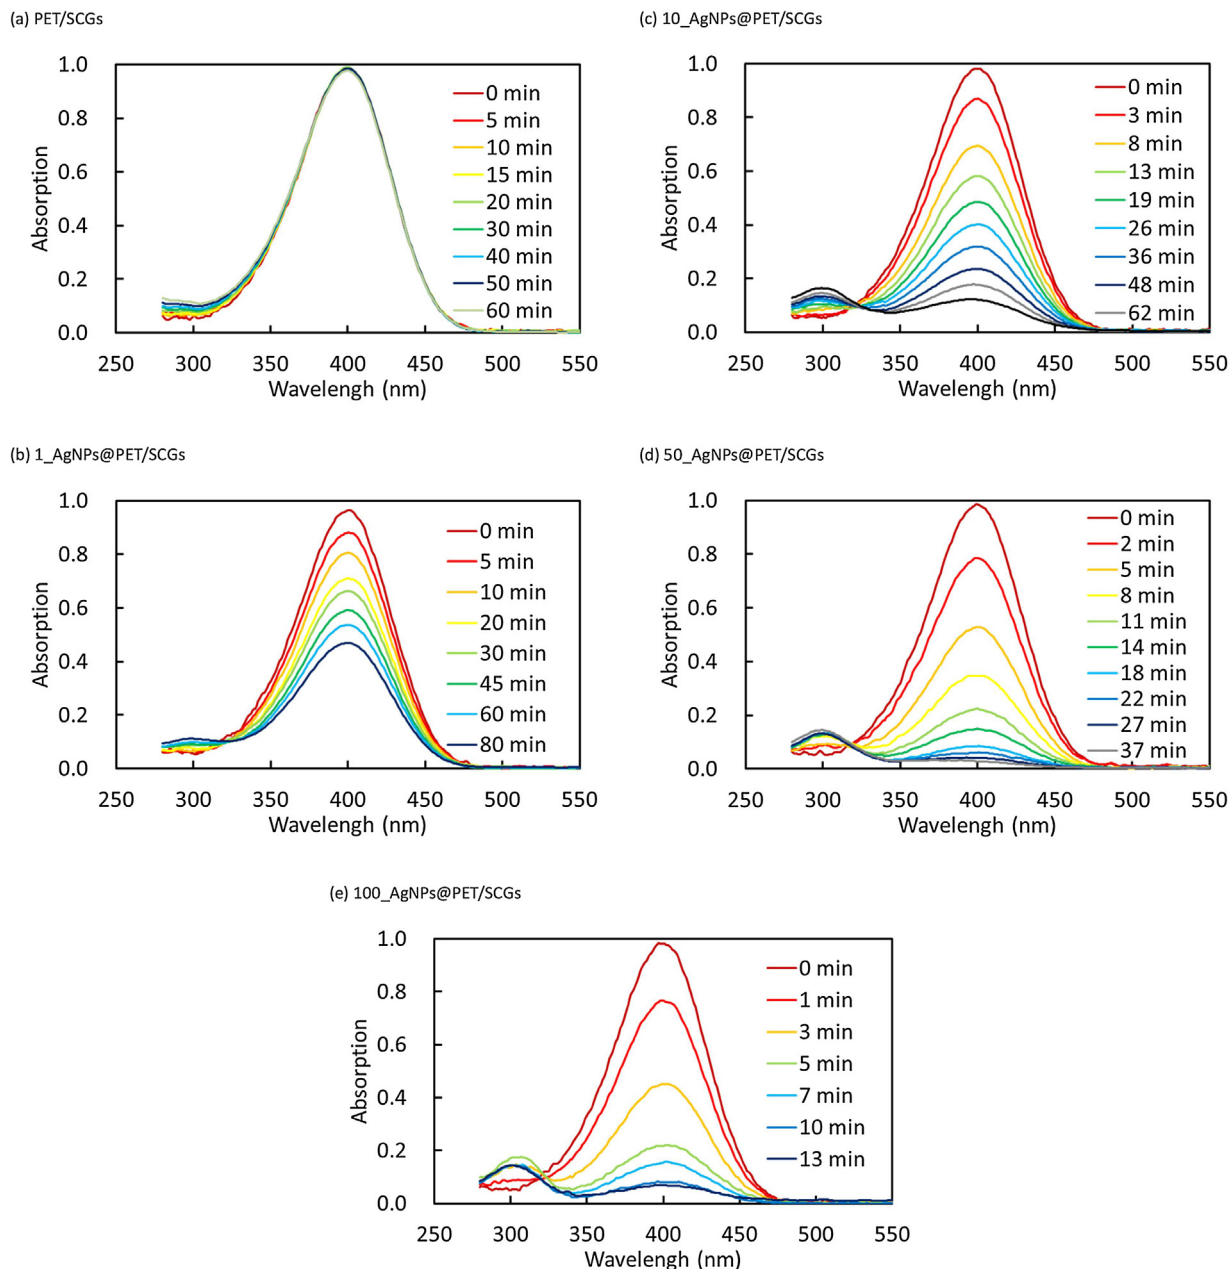 (a) PET/SCGs
1.0
0.8
0.6
0.4
0.2
0.0
Absorption
250 300 350 400 450 500 550
Wavelengh (nm)
0 min
5 min
10 min
15 min
20 min
30 min
40 min
50 min
60 min
(c) 10_AgNPs@PET/SCGs
1.0
0.8
0.6
0.4
0.2
0.0
Absorption
250 300 350 400 450 500 550
Wavelengh (nm)
0 min
3 min
8 min
13 min
19 min
26 min
36 min
48 min
62 min
(b) 1_AgNPs@PET/SCGs
1.0
0.8
0.6
0.4
0.2
0.0
Absorption
250 300 350 400 450 500 550
Wavelengh (nm)
0 min
5 min
10 min
20 min
30 min
45 min
60 min
80 min
(d) 50_AgNPs@PET/SCGs
1.0
0.8
0.6
0.4
0.2
0.0
Absorption
250 300 350 400 450 500 550
Wavelengh (nm)
0 min
2 min
5 min
8 min
11 min
14 min
18 min
22 min
27 min
37 min
(e) 100_AgNPs@PET/SCGs
1.0
0.8
0.6
0.4
0.2
0.0
Absorption
250 300 350 400 450 500 550
Wavelengh (nm)
0 min
1 min
3 min
5 min
7 min
10 min
13 min